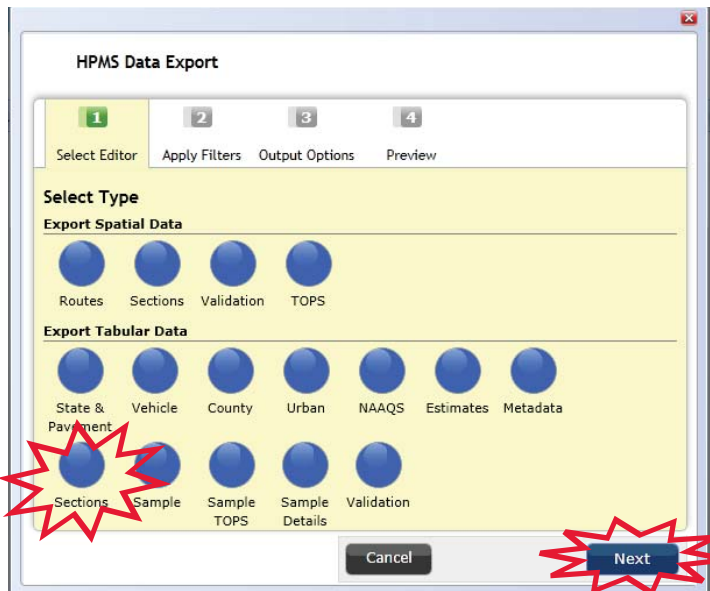 HPMS Data Export
1 2 3 4
Select Editor Apply Filters Output Options Preview
Select Type
Export Spatial Data
Routes Sections Validation TOPS
Export Tabular Data
State & Pavement Vehicle County Urban NAAQS Estimates Metadata
Sections Sample Sample TOPS Sample Details Validation
Cancel Next